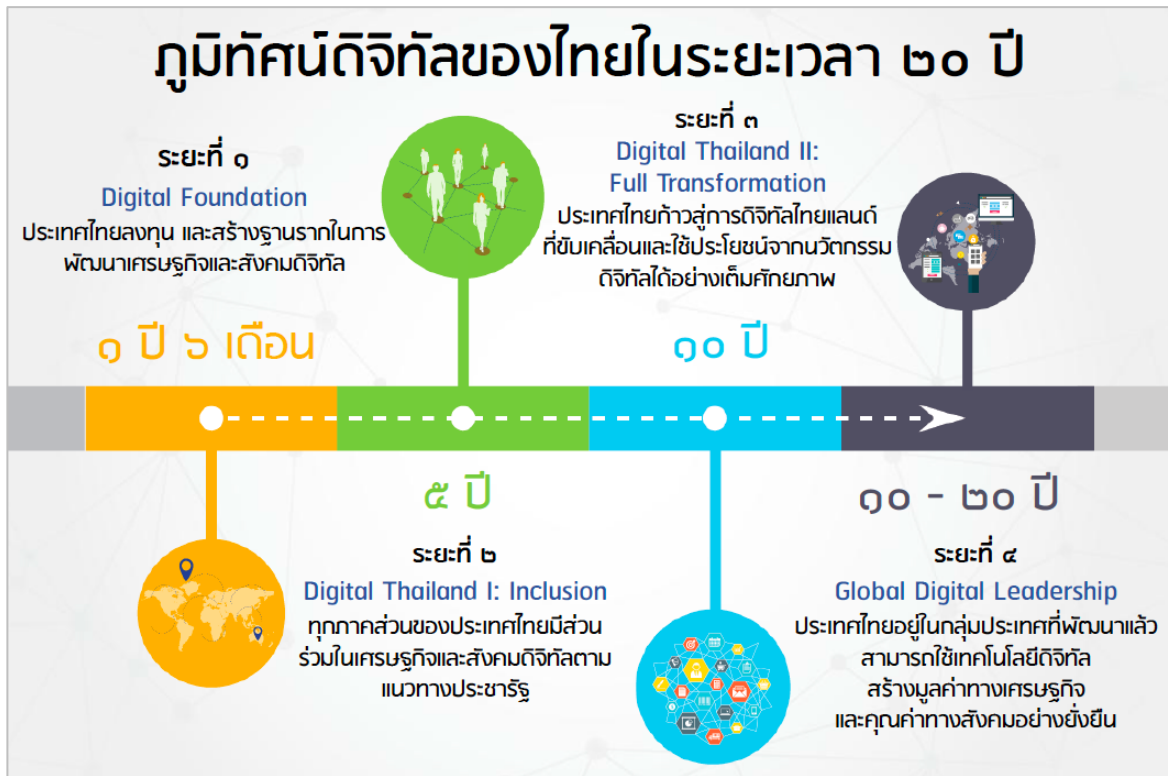 ภูมิทัศน์ดิจิทัลของไทยในระยะเวลา ๒๐ ปี
ระยะที่ ๑
Digital Foundation
ประเทศไทยลงทุน และสร้างฐานรากในการ
พัฒนาเศรษฐกิจและสังคมดิจิทัล
๑ ปี ๖ เดือน
๕ ปี
ระยะที่ ๒
Digital Thailand I: Inclusion
ทุกภาคส่วนของประเทศไทยมีส่วน
ร่วมในเศรษฐกิจและสังคมดิจิทัลตาม
แนวทางประชารัฐ
ระยะที่ ๓
Digital Thailand II:
Full Transformation
ประเทศไทยก้าวสู่การดิจิทัลไทยแลนด์
ที่ขับเคลื่อนและใช้ประโยชน์จากนวัตกรรม
ดิจิทัลได้อย่างเต็มศักยภาพ
๑๐ ปี
๑๐ - ๒๐ ปี
ระยะที่ ๔
Global Digital Leadership
ประเทศไทยอยู่ในกลุ่มประเทศที่พัฒนาแล้ว
สามารถใช้เทคโนโลยีดิจิทัล
สร้างมูลค่าทางเศรษฐกิจ
และคุณค่าทางสังคมอย่างยั่งยืน